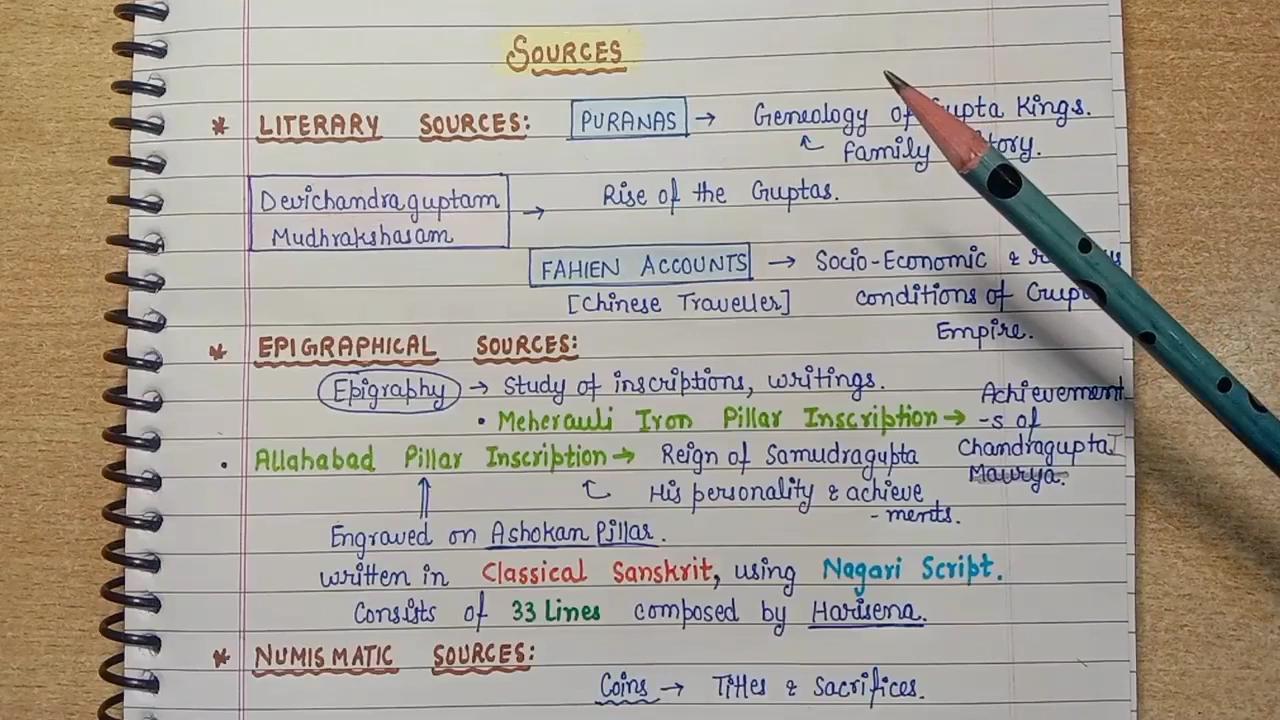 SOURCES
* LITERARY SOURCES: PURANAS → Geneology of Gupta Kings.
family
Devichandraguptam → Rise of the Guptas.
Mudhrakshasam
FAHIEN ACCOUNTS → Socio-Economic &
[Chinese Traveller] conditions of
Empire.
* EPIGRAPHICAL SOURCES:
Epigraphy → Study of inscriptions, writings.
• Meherauli Iron Pillar Inscription → Achievement
-s of
Chandragupta I
Maurya.
• Allahabad Pillar Inscription → Reign of Samudragupta
His personality & achieve
-ments.
Engraved on Ashokan Pillar.
written in Classical Sanskrit, using Nagari Script.
Consists of 33 Lines composed by Harisena.
* NUMISMATIC SOURCES:
Coins → Titles & Sacrifices.